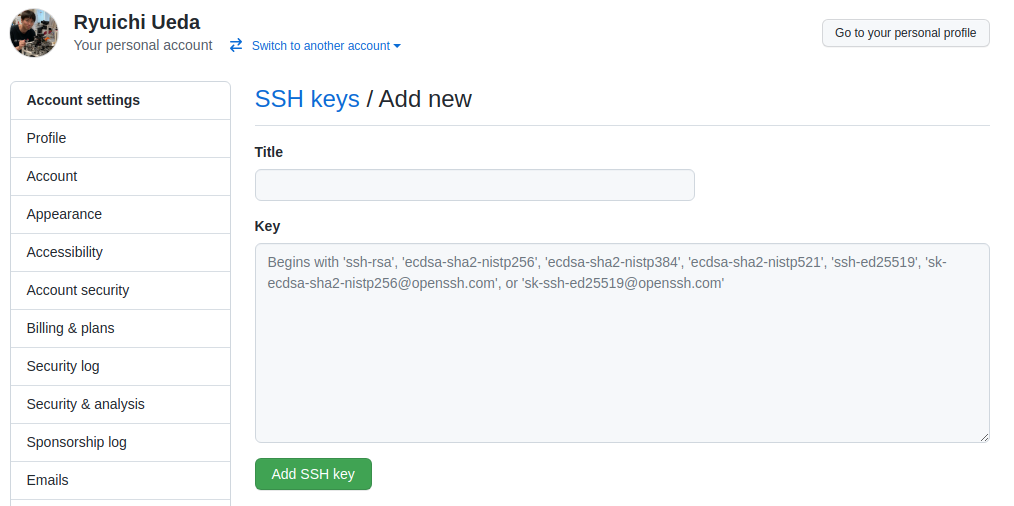 Ryuichi Ueda
Your personal account
Switch to another account
Go to your personal profile
Account settings
Profile
Account
Appearance
Accessibility
Account security
Billing & plans
Security log
Security & analysis
Sponsorship log
Emails
SSH keys / Add new
Title
Key
Begins with 'ssh-rsa', 'ecdsa-sha2-nistp256', 'ecdsa-sha2-nistp384', 'ecdsa-sha2-nistp521', 'ssh-ed25519', 'sk-
ecdsa-sha2-nistp256@openssh.com', or 'sk-ssh-ed25519@openssh.com'
Add SSH key